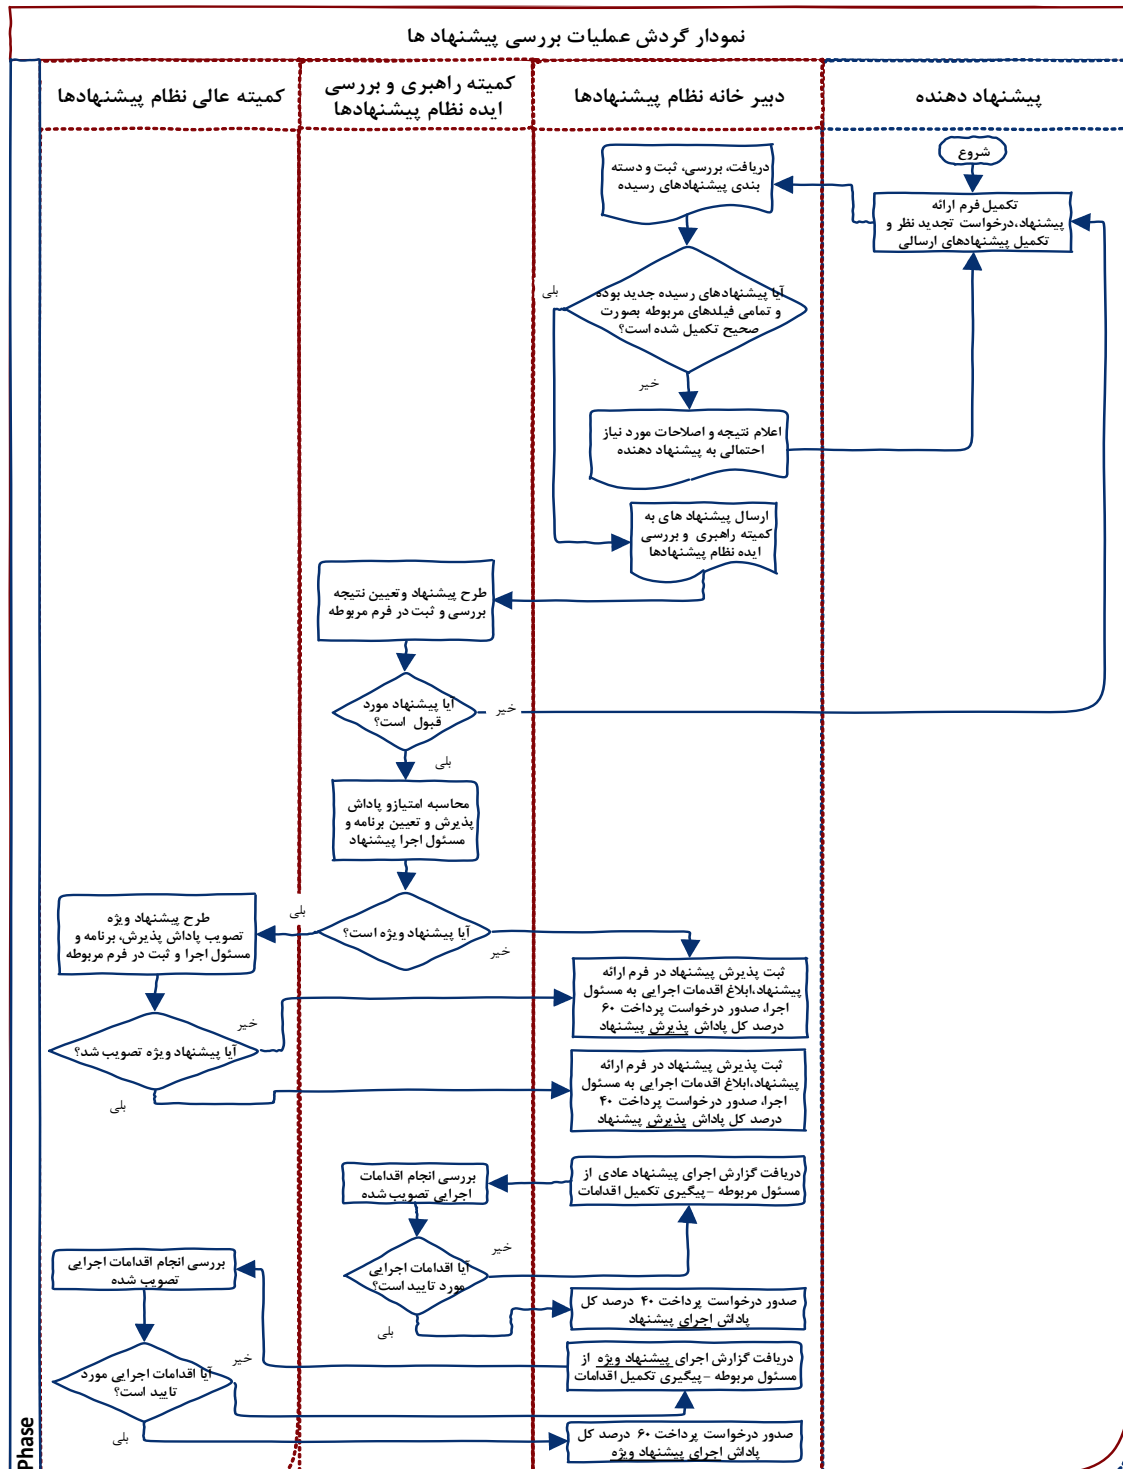 نمودار گردش عملیات بررسی پیشنهاد ها
پیشنهاد دهنده
دبیر خانه نظام پیشنهادها
کمیته راهبری و بررسی
ایده نظام پیشنهادها
کمیته عالی نظام پیشنهادها
شروع
تکمیل فرم ارائه
پیشنهاد،درخواست تجدید نظر و
تکمیل پیشنهادهای ارسالی
دریافت، بررسی، ثبت و دسته
بندی پیشنهادهای رسیده
آیا پیشنهادهای رسیده جدید بوده
و تمامی فیلدهای مربوطه بصورت
صحیح تکمیل شده است؟
بلی
خیر
اعلام نتیجه و اصلاحات مورد نیاز
احتمالی به پیشنهاد دهنده
ارسال پیشنهاد های به
کمیته راهبری و بررسی
ایده نظام پیشنهادها
طرح پیشنهاد وتعیین نتیجه
بررسی و ثبت در فرم مربوطه
آیا پیشنهاد مورد
قبول است؟
خیر
بلی
محاسبه امتیازو پاداش
پذیرش و تعیین برنامه و
مسئول اجرا پیشنهاد
آیا پیشنهاد ویژه است؟
بلی
خیر
طرح پیشنهاد ویژه
تصویب پاداش پذیرش، برنامه و
مسئول اجرا و ثبت در فرم مربوطه
ثبت پذیرش پیشنهاد در فرم ارائه
پیشنهاد،ابلاغ اقدمات اجرایی به مسئول
اجرا، صدور درخواست پرداخت ۶۰
درصد کل پاداش پذیرش پیشنهاد
خیر
آیا پیشنهاد ویژه تصویب شد؟
بلی
ثبت پذیرش پیشنهاد در فرم ارائه
پیشنهاد،ابلاغ اقدمات اجرایی به مسئول
اجرا، صدور درخواست پرداخت ۴۰
درصد کل پاداش پذیرش پیشنهاد
دریافت گزارش اجرای پیشنهاد عادی از
مسئول مربوطه – پیگیری تکمیل اقدامات
بررسی انجام اقدامات
اجرایی تصویب شده
خیر
آیا اقدامات اجرایی
مورد تایید است؟
بلی
صدور درخواست پرداخت ۴۰ درصد کل
پاداش اجرای پیشنهاد
بررسی انجام اقدامات اجرایی
تصویب شده
دریافت گزارش اجرای پیشنهاد ویژه از
مسئول مربوطه – پیگیری تکمیل اقدامات
خیر
آیا اقدامات اجرایی مورد
تایید است؟
بلی
صدور درخواست پرداخت ۶۰ درصد کل
پاداش اجرای پیشنهاد ویژه
Phase